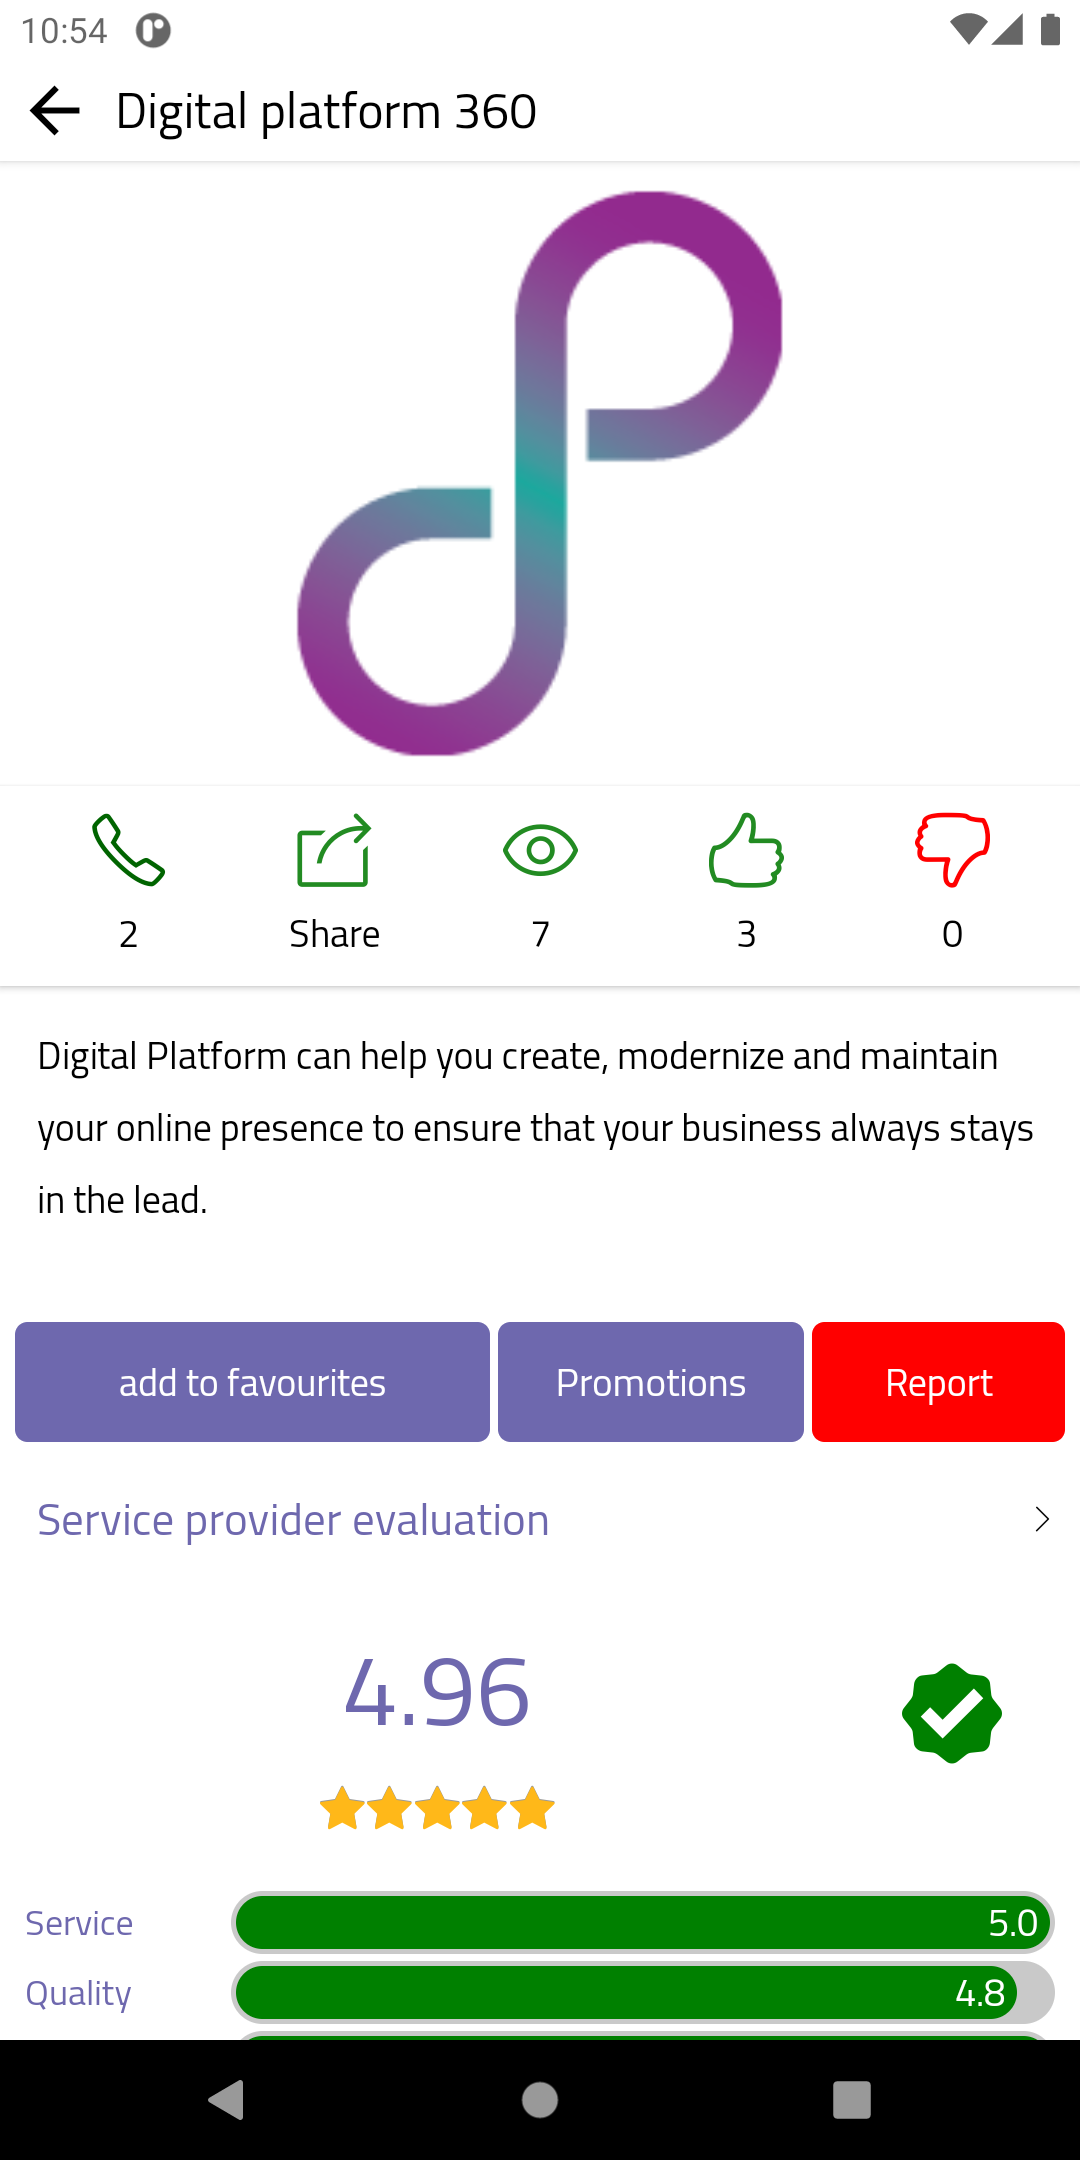 10:54
Digital platform 360
2
Share
7
3
0
Digital Platform can help you create, modernize and maintain
your online presence to ensure that your business always stays
in the lead.
add to favourites
Promotions
Report
Service provider evaluation
4.96
Service
5.0
Quality
4.8